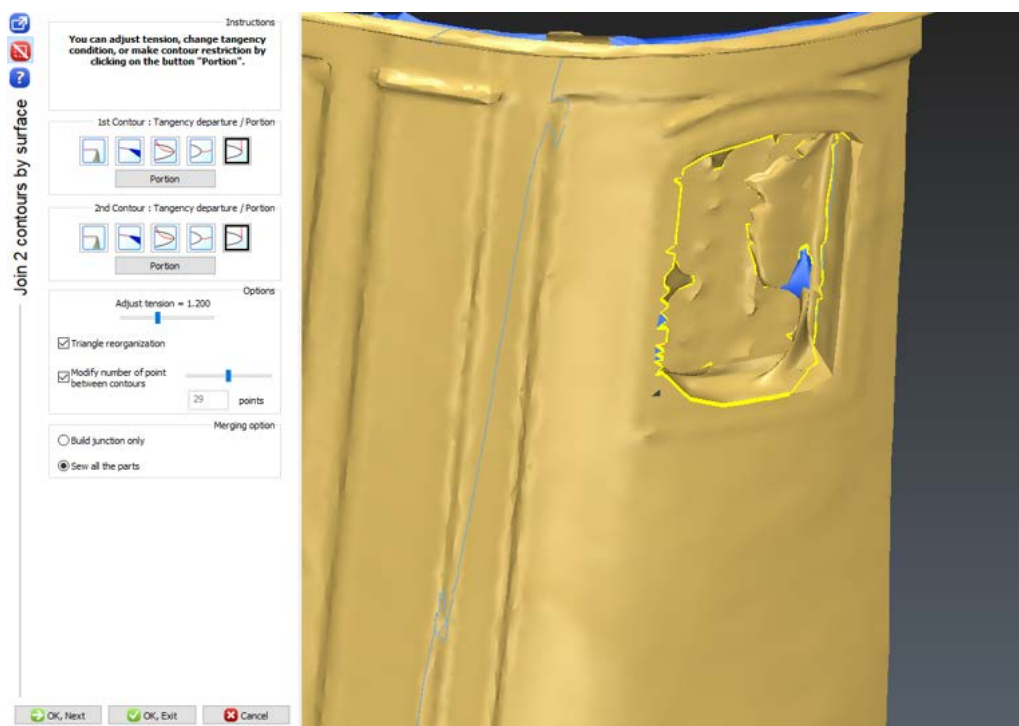 Join 2 contours by surface
?
Instructions
You can adjust tension, change tangency
condition, or make contour restriction by
clicking on the button "Portion".
1st Contour : Tangency departure / Portion
Portion
2nd Contour : Tangency departure / Portion
Portion
Options
Adjust tension = 1.200
Triangle reorganization
Modify number of point
between contours
29 points
Merging option
Build junction only
Sew all the parts
OK, Next OK, Exit Cancel